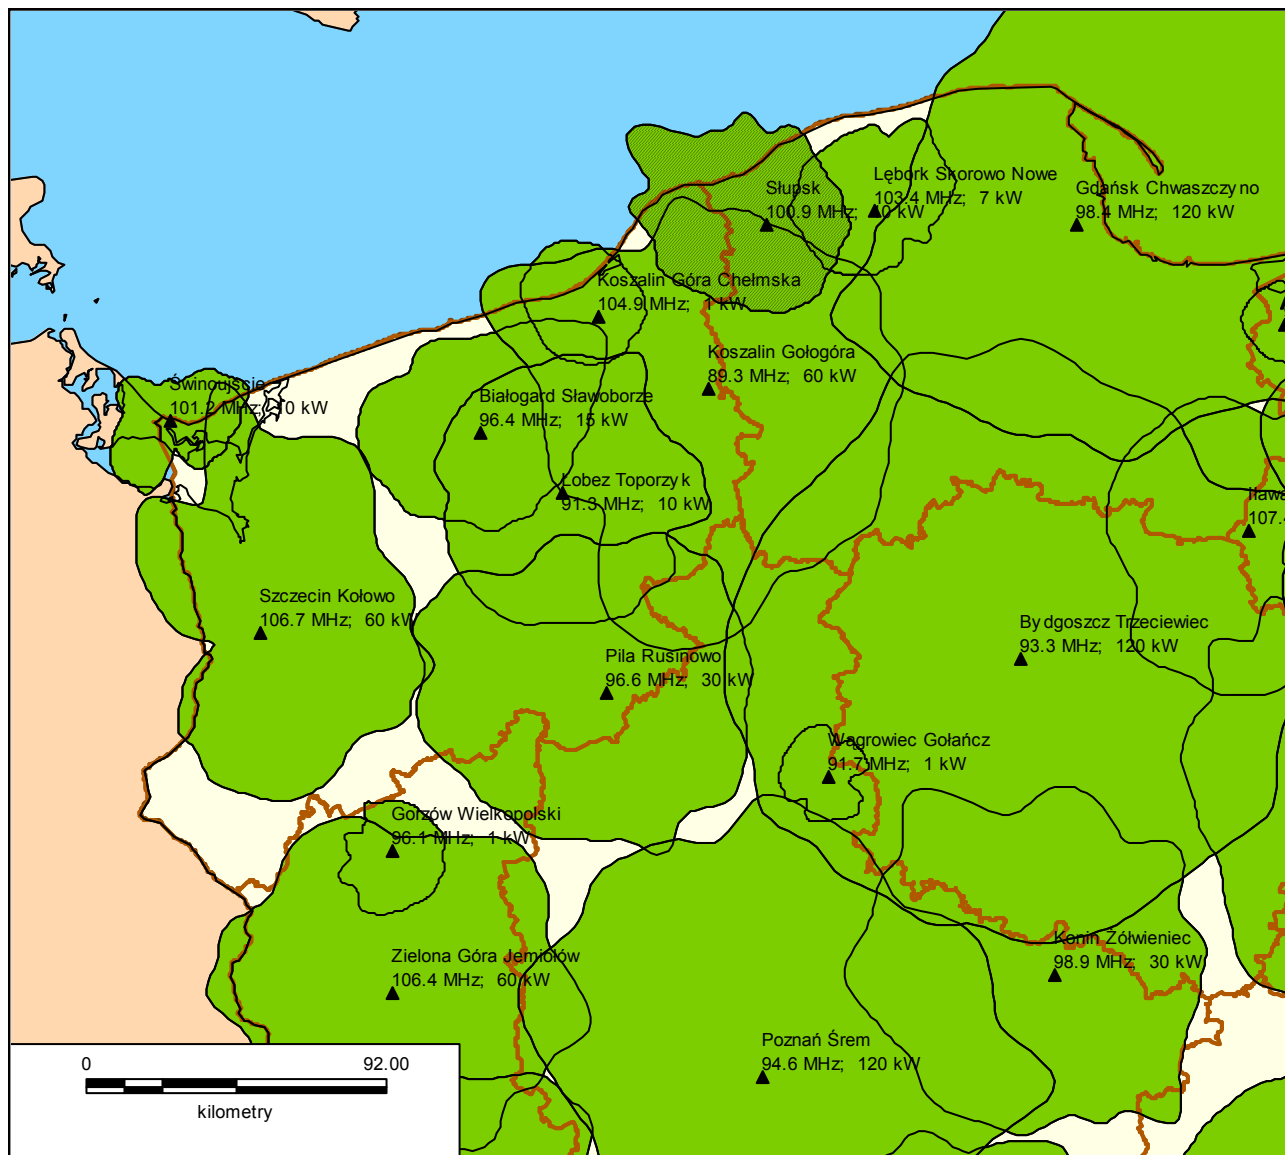 Słupsk
100.9 MHz; 10 kW
Lębork Skorowo Nowe
103.4 MHz; 7 kW
Gdańsk Chwaszczyno
98.4 MHz; 120 kW
Koszalin Góra Chełmska
104.9 MHz; 1 kW
Koszalin Gołogóra
89.3 MHz; 60 kW
Świnoujście
101.2 MHz; 10 kW
Białogard Sławoborze
96.4 MHz; 15 kW
Łobez Toporzyk
91.3 MHz; 10 kW
Iława
107.
Szczecin Kołowo
106.7 MHz; 60 kW
Bydgoszcz Trzeciewiec
93.3 MHz; 120 kW
Pila Rusinowo
96.6 MHz; 30 kW
Wągrowiec Gołańcz
91.7 MHz; 1 kW
Gorzów Wielkopolski
96.1 MHz; 1 kW
Konin Żółwieniec
98.9 MHz; 30 kW
Zielona Góra Jemiołów
106.4 MHz; 60 kW
Poznań Śrem
94.6 MHz; 120 kW
0 92.00
kilometry